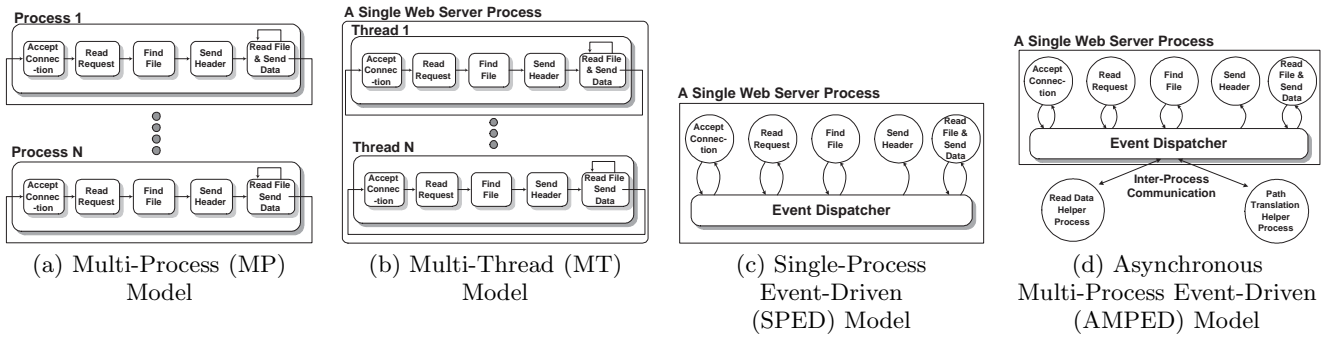 Process 1
Accept
Connec
-tion
Read
Request
Find
File
Send
Header
Read File
& Send
Data
Process N
Accept
Connec
-tion
Read
Request
Find
File
Send
Header
Read File
Send
Data
(a) Multi-Process (MP)
Model
A Single Web Server Process
Thread 1
Accept
Connec
-tion
Read
Request
Find
File
Send
Header
Read File
& Send
Data
Thread N
Accept
Connec
-tion
Read
Request
Find
File
Send
Header
Read File
Send
Data
(b) Multi-Thread (MT)
Model
A Single Web Server Process
Accept
Connec-
tion
Read
Request
Find
File
Send
Header
Read
File &
Send
Data
Event Dispatcher
(c) Single-Process
Event-Driven
(SPED) Model
A Single Web Server Process
Accept
Connec-
tion
Read
Request
Find
File
Send
Header
Read
File &
Send
Data
Event Dispatcher
Inter-Process
Communication
Read Data
Helper
Process
Path
Translation
Helper
Process
(d) Asynchronous
Multi-Process Event-Driven
(AMPED) Model